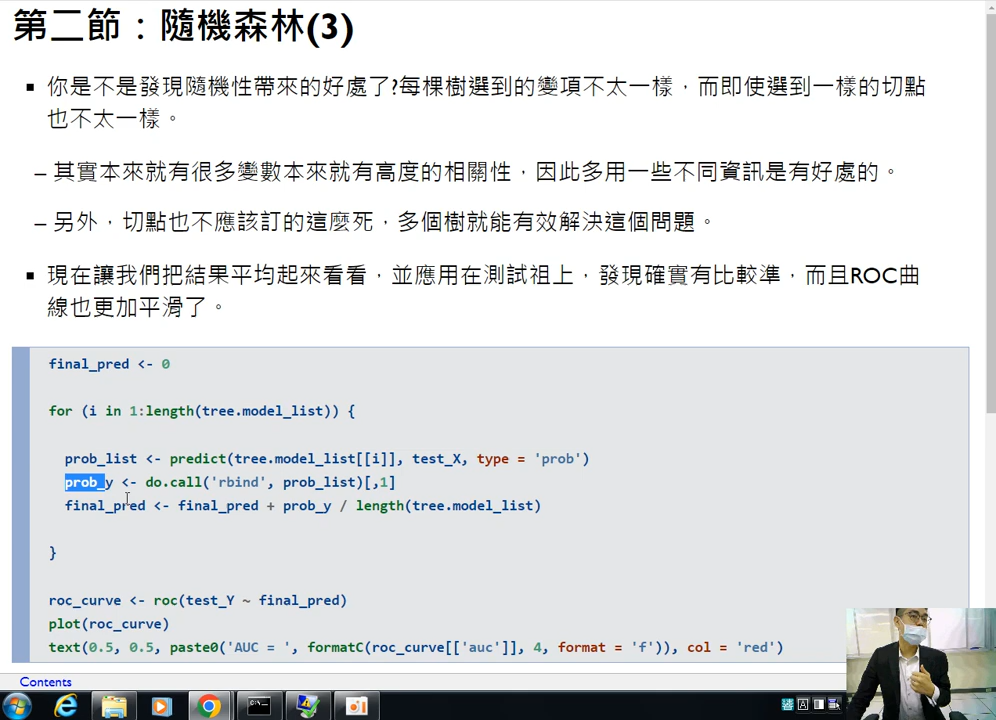 第二節：隨機森林(3)
▪ 你是不是發現隨機性帶來的好處了?每棵樹選到的變項不太一樣，而即使選到一樣的切點
也不太一樣。
– 其實本來就有很多變數本來就有高度的相關性，因此多用一些不同資訊是有好處的。
– 另外，切點也不應該訂的這麼死，多個樹就能有效解決這個問題。
▪ 現在讓我們把結果平均起來看看，並應用在測試祖上，發現確實有比較準，而且ROC曲
線也更加平滑了。
final_pred <- 0
for (i in 1:length(tree.model_list)) {
prob_list <- predict(tree.model_list[[i]], test_X, type = 'prob')
prob_y <- do.call('rbind', prob_list)[,1]
final_pred <- final_pred + prob_y / length(tree.model_list)
}
roc_curve <- roc(test_Y ~ final_pred)
plot(roc_curve)
text(0.5, 0.5, paste0('AUC = ', formatC(roc_curve[['auc']], 4, format = 'f')), col = 'red')
Contents